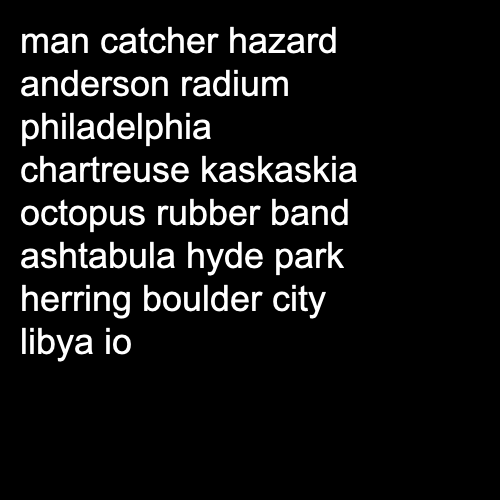 man catcher hazard
anderson radium
philadelphia
chartreuse kaskaskia
octopus rubber band
ashtabula hyde park
herring boulder city
libya io